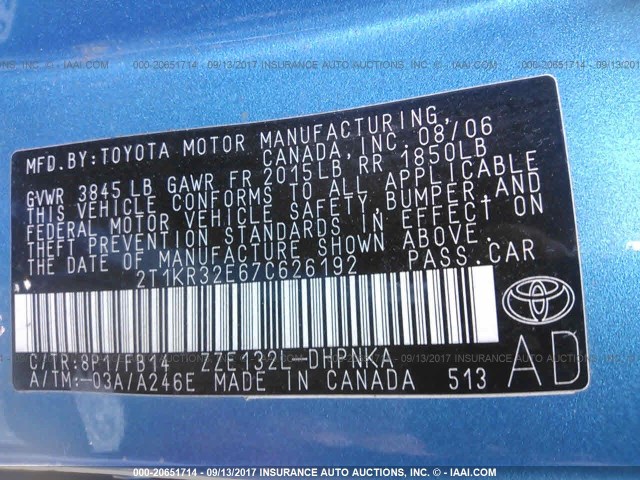 000-20651714 - 09/13/2017 INSURANCE AUTO AUCTIONS, INC. - © IAAI.COM
MFD.BY:TOYOTA MOTOR MANUFACTURING,
CANADA,INC.08/06
GVWR 3845LB GAWR FR 2015LB RR 1850LB
THIS VEHICLE CONFORMS TO ALL APPLICABLE
FEDERAL MOTOR VEHICLE SAFETY,BUMPER,AND
THEFT PREVENTION STANDARDS IN EFFECT ON
THE DATE OF MANUFACTURE SHOWN ABOVE.
2T1KR32E67C626192 PASS.CAR
C/TR:8P1/FB14 ZZE132L-DHPNKA
A/TM:-03A/A246E MADE IN CANADA 513
AD
000-20651714 - 09/13/2017 INSURANCE AUTO AUCTIONS, INC. - © IAAI.COM